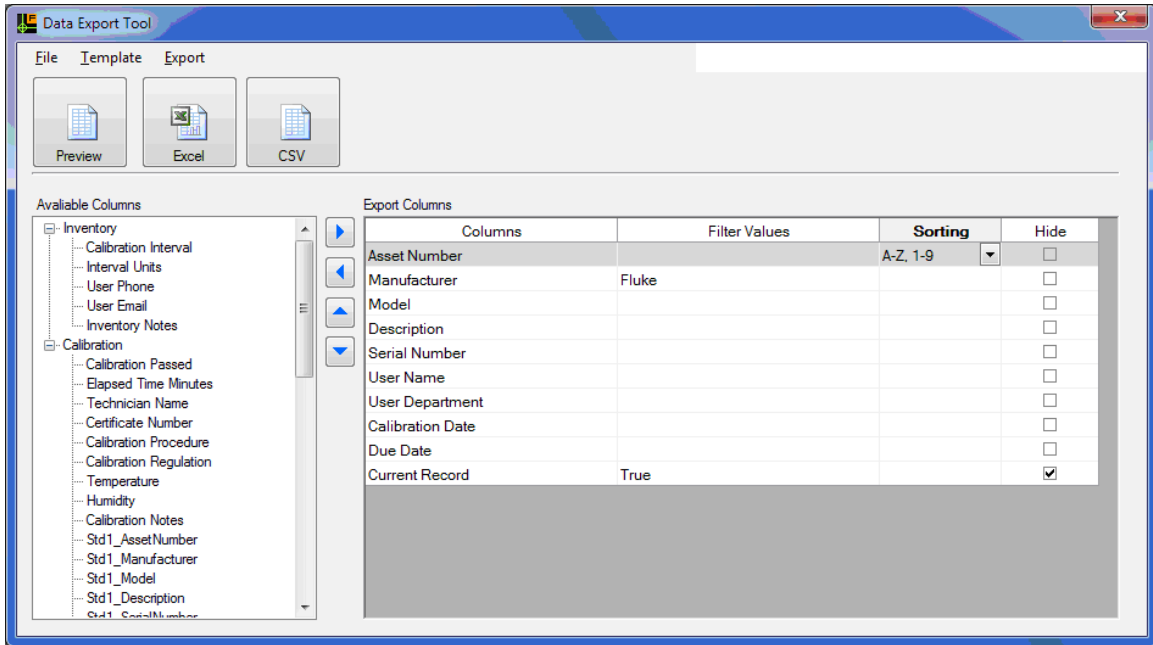 Data Export Tool
File Template Export
Preview Excel CSV
Avaliable Columns
Inventory
Calibration Interval
Interval Units
User Phone
User Email
Inventory Notes
Calibration
Calibration Passed
Elapsed Time Minutes
Technician Name
Certificate Number
Calibration Procedure
Calibration Regulation
Temperature
Humidity
Calibration Notes
Std1_AssetNumber
Std1_Manufacturer
Std1_Model
Std1_Description
Std1_SerialNumber
Export Columns
Columns Filter Values Sorting Hide
Asset Number A-Z, 1-9
Manufacturer Fluke
Model
Description
Serial Number
User Name
User Department
Calibration Date
Due Date
Current Record True